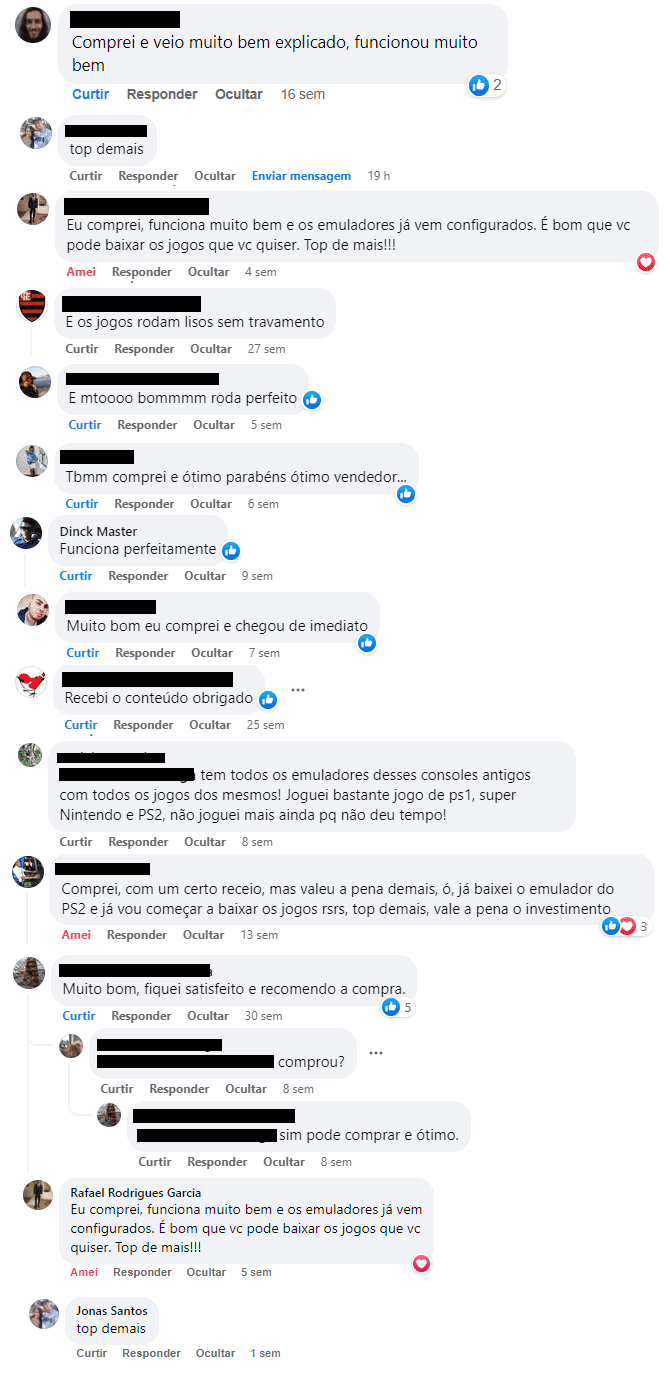 Comprei e veio muito bem explicado, funcionou muito
bem
2
Curtir Responder Ocultar 16 sem
top demais
Curtir Responder Ocultar Enviar mensagem 19 h
Eu comprei, funciona muito bem e os emuladores já vem configurados. É bom que vc
pode baixar os jogos que vc quiser. Top de mais!!!
Amei Responder Ocultar 4 sem
E os jogos rodam lisos sem travamento
Curtir Responder Ocultar 27 sem
E mtoooo bommmm roda perfeito
Curtir Responder Ocultar 5 sem
Tbmm comprei e ótimo parabéns ótimo vendedor...
Curtir Responder Ocultar 6 sem
Dinck Master
Funciona perfeitamente
Curtir Responder Ocultar 9 sem
Muito bom eu comprei e chegou de imediato
Curtir Responder Ocultar 7 sem
Recebi o conteúdo obrigado
Curtir Responder Ocultar 25 sem
tem todos os emuladores desses consoles antigos
com todos os jogos dos mesmos! Joguei bastante jogo de ps1, super
Nintendo e PS2, não joguei mais ainda pq não deu tempo!
Curtir Responder Ocultar 8 sem
Comprei, com um certo receio, mas valeu a pena demais, ó, já baixei o emulador do
PS2 e já vou começar a baixar os jogos rsrs, top demais, vale a pena o investimento
3
Amei Responder Ocultar 13 sem
Muito bom, fiquei satisfeito e recomendo a compra.
5
Curtir Responder Ocultar 30 sem
comprou?
Curtir Responder Ocultar 8 sem
sim pode comprar e ótimo.
Curtir Responder Ocultar 8 sem
Rafael Rodrigues Garcia
Eu comprei, funciona muito bem e os emuladores já vem
configurados. É bom que vc pode baixar os jogos que vc
quiser. Top de mais!!!
Amei Responder Ocultar 5 sem
Jonas Santos
top demais
Curtir Responder Ocultar 1 sem